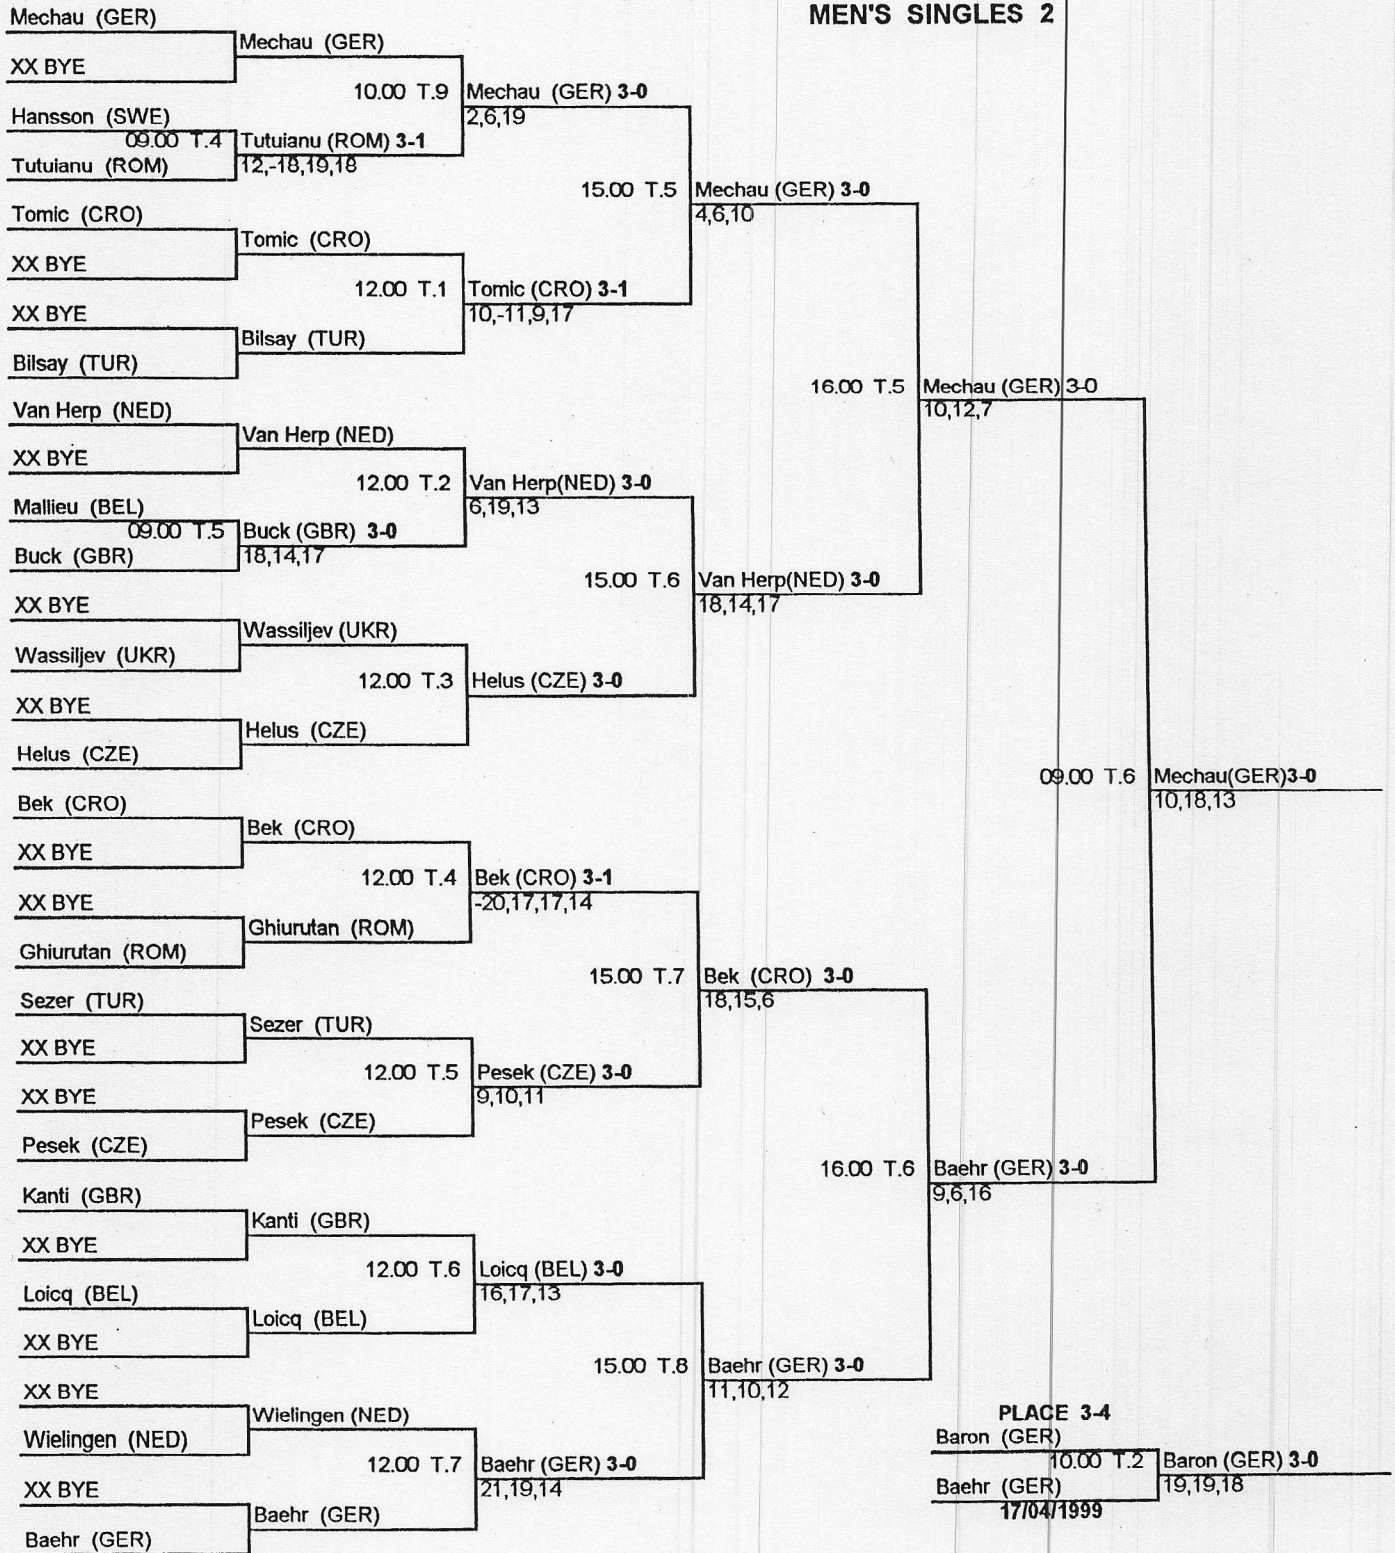 MEN'S SINGLES 2
Mechau (GER)
Mechau (GER)
XX BYE
10.00 T.9 Mechau (GER) 3-0
2,6,19
Hansson (SWE)
09.00 T.4 Tutuianu (ROM) 3-1
Tutuianu (ROM) 12,-18,19,18
15.00 T.5 Mechau (GER) 3-0
4,6,10
Tomic (CRO)
Tomic (CRO)
XX BYE
12.00 T.1 Tomic (CRO) 3-1
10,-11,9,17
XX BYE
Bilsay (TUR)
Bilsay (TUR)
16.00 T.5 Mechau (GER) 3-0
10,12,7
Van Herp (NED)
Van Herp (NED)
XX BYE
12.00 T.2 Van Herp(NED) 3-0
6,19,13
Mallieu (BEL)
09.00 T.5 Buck (GBR) 3-0
Buck (GBR) 18,14,17
15.00 T.6 Van Herp(NED) 3-0
18,14,17
XX BYE
Wassiljev (UKR)
Wassiljev (UKR)
12.00 T.3 Helus (CZE) 3-0
XX BYE
Helus (CZE)
Helus (CZE)
09.00 T.6 Mechau(GER)3-0
10,18,13
Bek (CRO)
Bek (CRO)
XX BYE
12.00 T.4 Bek (CRO) 3-1
-20,17,17,14
XX BYE
Ghiurutan (ROM)
Ghiurutan (ROM)
15.00 T.7 Bek (CRO) 3-0
18,15,6
Sezer (TUR)
Sezer (TUR)
XX BYE
12.00 T.5 Pesek (CZE) 3-0
9,10,11
XX BYE
Pesek (CZE)
Pesek (CZE)
16.00 T.6 Baehr (GER) 3-0
9,6,16
Kanti (GBR)
Kanti (GBR)
XX BYE
12.00 T.6 Loicq (BEL) 3-0
16,17,13
Loicq (BEL)
Loicq (BEL)
XX BYE
15.00 T.8 Baehr (GER) 3-0
11,10,12
XX BYE
Wielingen (NED)
Wielingen (NED)
12.00 T.7 Baehr (GER) 3-0
21,19,14
XX BYE
Baehr (GER)
Baehr (GER)
PLACE 3-4
Baron (GER)
10.00 T.2 Baron (GER) 3-0
19,19,18
Baehr (GER)
17/04/1999